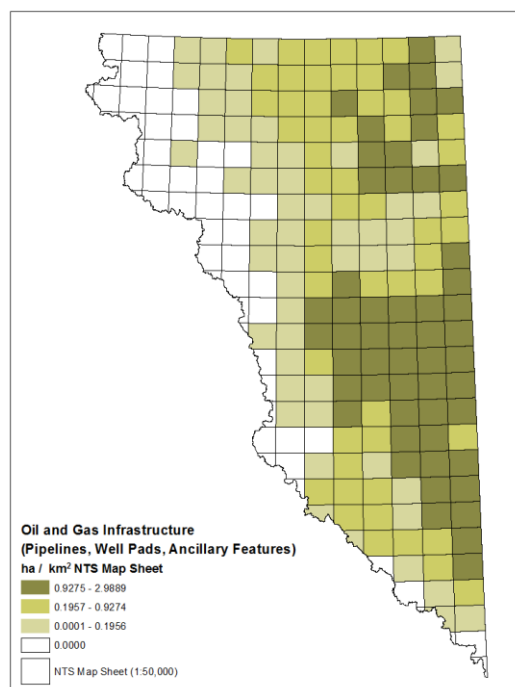 Oil and Gas Infrastructure
(Pipelines, Well Pads, Ancillary Features)
ha / km² NTS Map Sheet
0.9275 - 2.9889
0.1957 - 0.9274
0.0001 - 0.1956
0.0000
NTS Map Sheet (1:50,000)